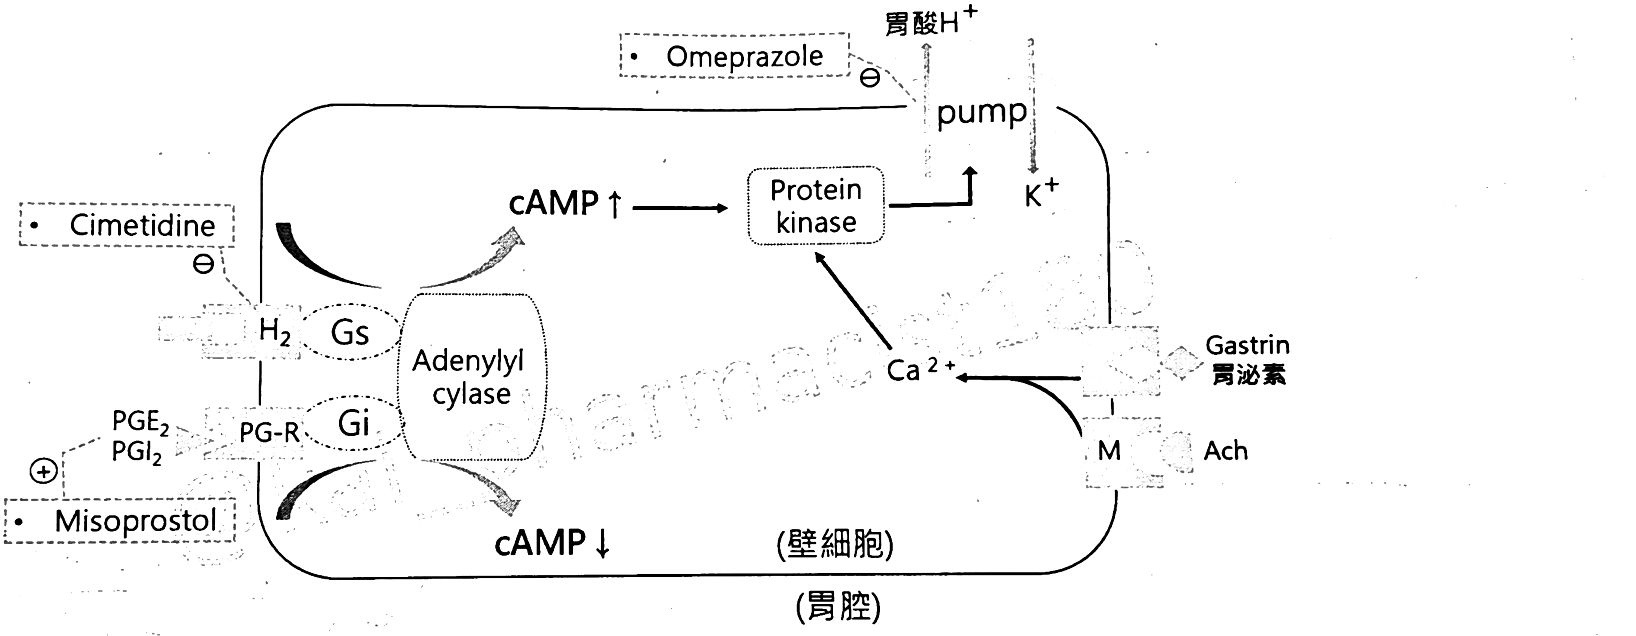 胃酸H+
• Omeprazole
⊖
pump
K+
cAMP ↑
Protein
kinase
• Cimetidine
⊖
H2
Gs
Adenylyl
cylase
Ca2+
Gastrin
胃泌素
PGE2
PGI2
PG-R
Gi
M
Ach
⊕
• Misoprostol
cAMP ↓
(壁細胞)
(胃腔)